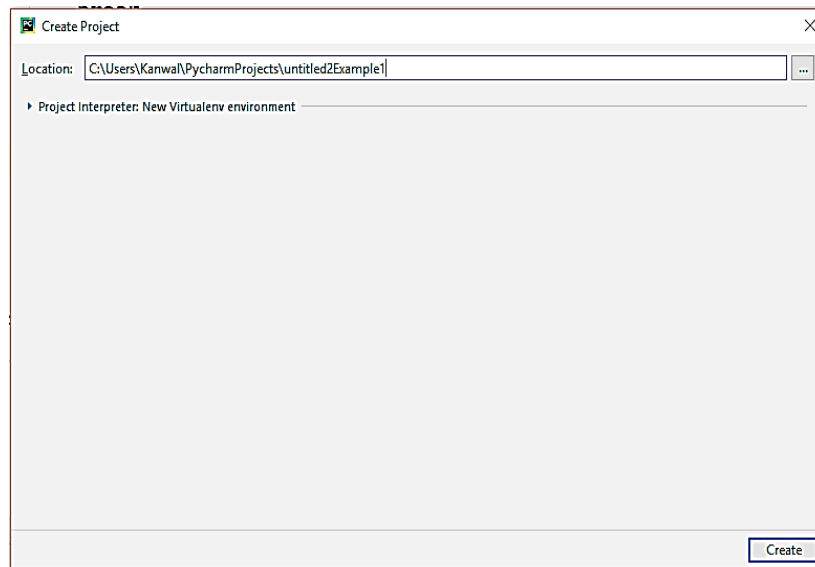 Create Project
Location: C:\Users\Kanwal\PycharmProjects\untitled2Example1 ...
Project Interpreter: New Virtualenv environment
Create